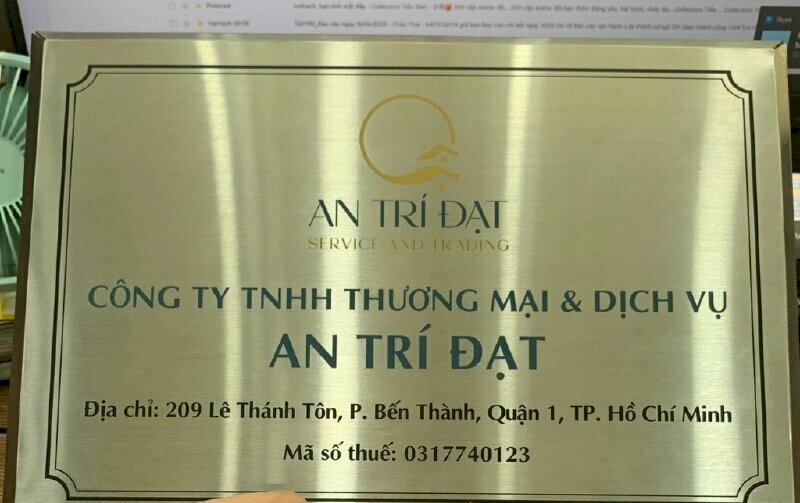 Pinterest
AN TRÍ ĐẠT
SERVICE AND TRADING
CÔNG TY TNHH THƯƠNG MẠI & DỊCH VỤ
AN TRÍ ĐẠT
Địa chỉ: 209 Lê Thánh Tôn, P. Bến Thành, Quận 1, TP. Hồ Chí Minh
Mã số thuế: 0317740123